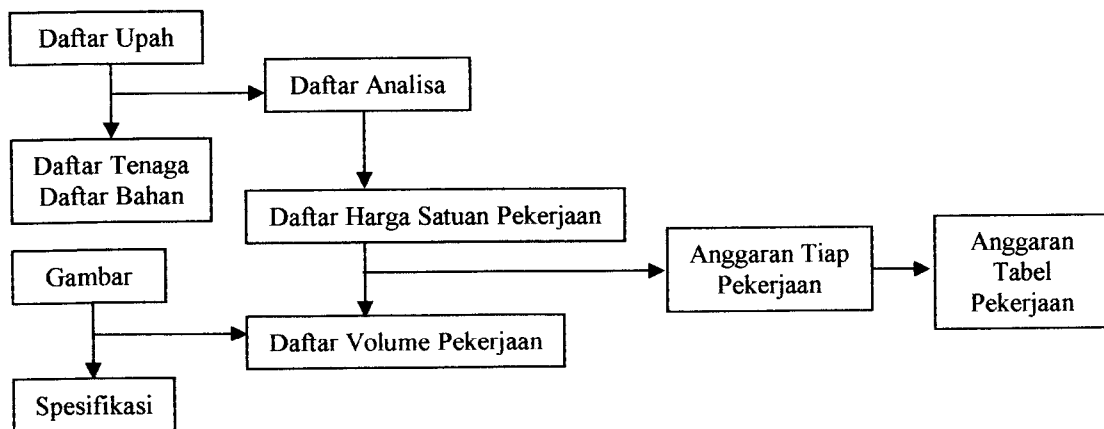 Daftar Upah
Daftar Analisa
Daftar Tenaga
Daftar Bahan
Daftar Harga Satuan Pekerjaan
Gambar
Anggaran Tiap
Pekerjaan
Anggaran
Tabel
Pekerjaan
Daftar Volume Pekerjaan
Spesifikasi